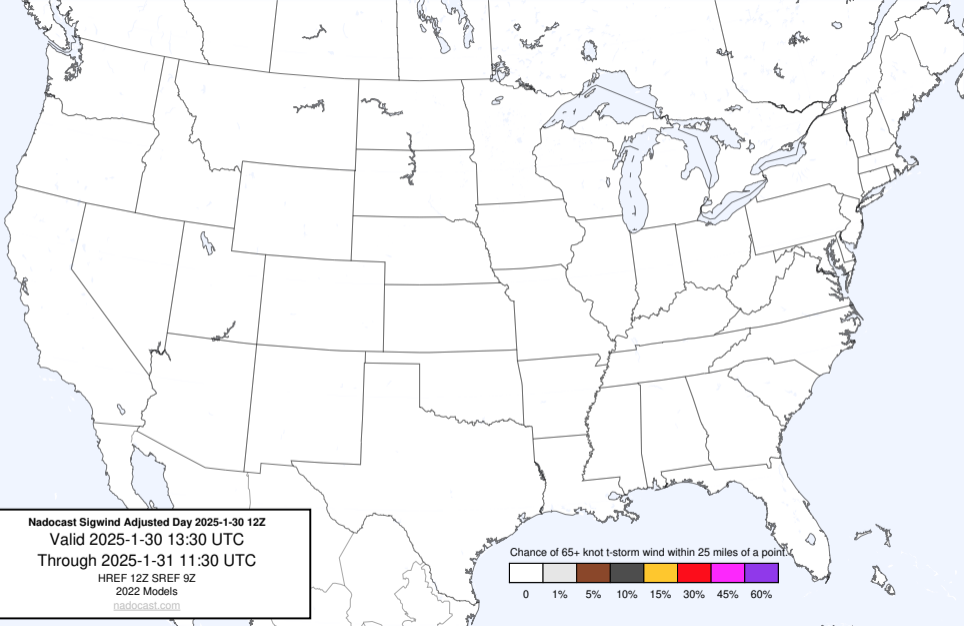 Nadocast Sigwind Adjusted Day 2025-1-30 12Z
Valid 2025-1-30 13:30 UTC
Through 2025-1-31 11:30 UTC
HREF 12Z SREF 9Z
2022 Models
nadocast.com
Chance of 65+ knot t-storm wind within 25 miles of a point.
0 1% 5% 10% 15% 30% 45% 60%